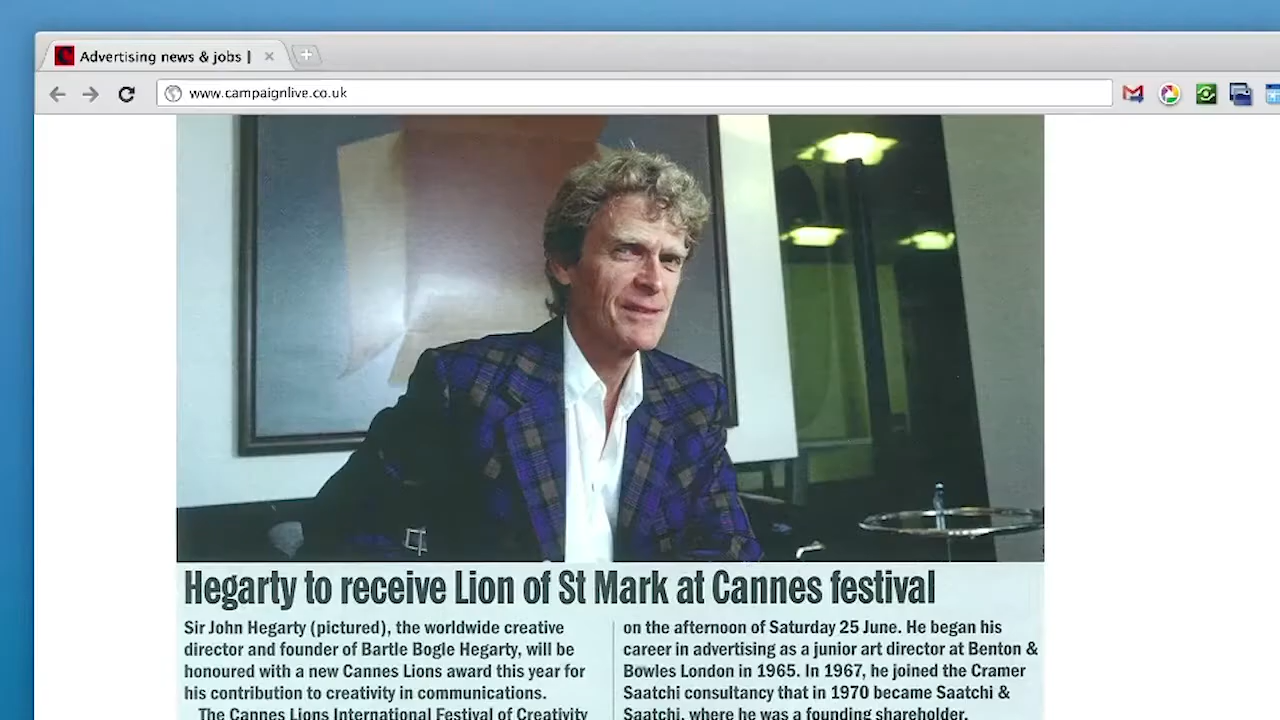 Advertising news & jobs |
www.campaignlive.co.uk
Hegarty to receive Lion of St Mark at Cannes festival
Sir John Hegarty (pictured), the worldwide creative
director and founder of Bartle Bogle Hegarty, will be
honoured with a new Cannes Lions award this year for
his contribution to creativity in communications.
The Cannes Lions International Festival of Creativity
on the afternoon of Saturday 25 June. He began his
career in advertising as a junior art director at Benton &
Bowles London in 1965. In 1967, he joined the Cramer
Saatchi consultancy that in 1970 became Saatchi &
Saatchi, where he was a founding shareholder.